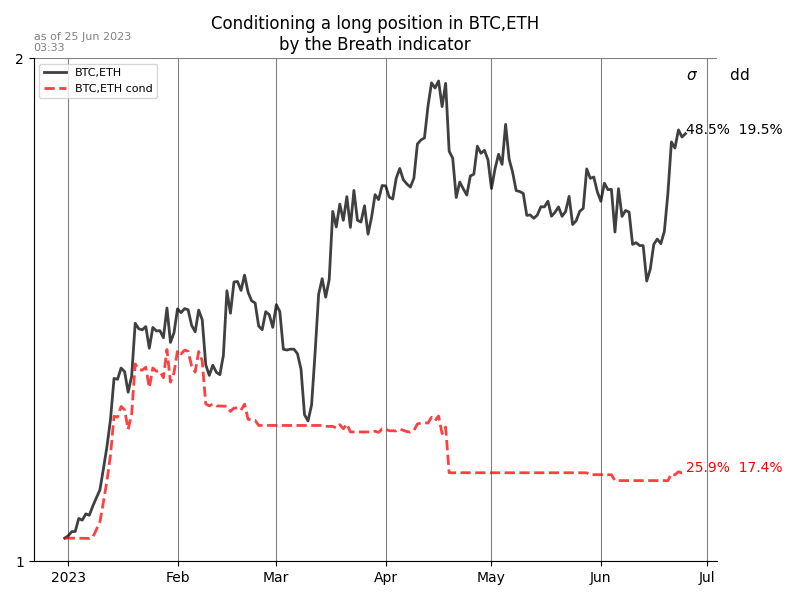 Conditioning a long position in BTC,ETH
by the Breath indicator
as of 25 Jun 2023
03:33
2
BTC,ETH
BTC,ETH cond
σ dd
48.5% 19.5%
25.9% 17.4%
1
2023 Feb Mar Apr May Jun Jul